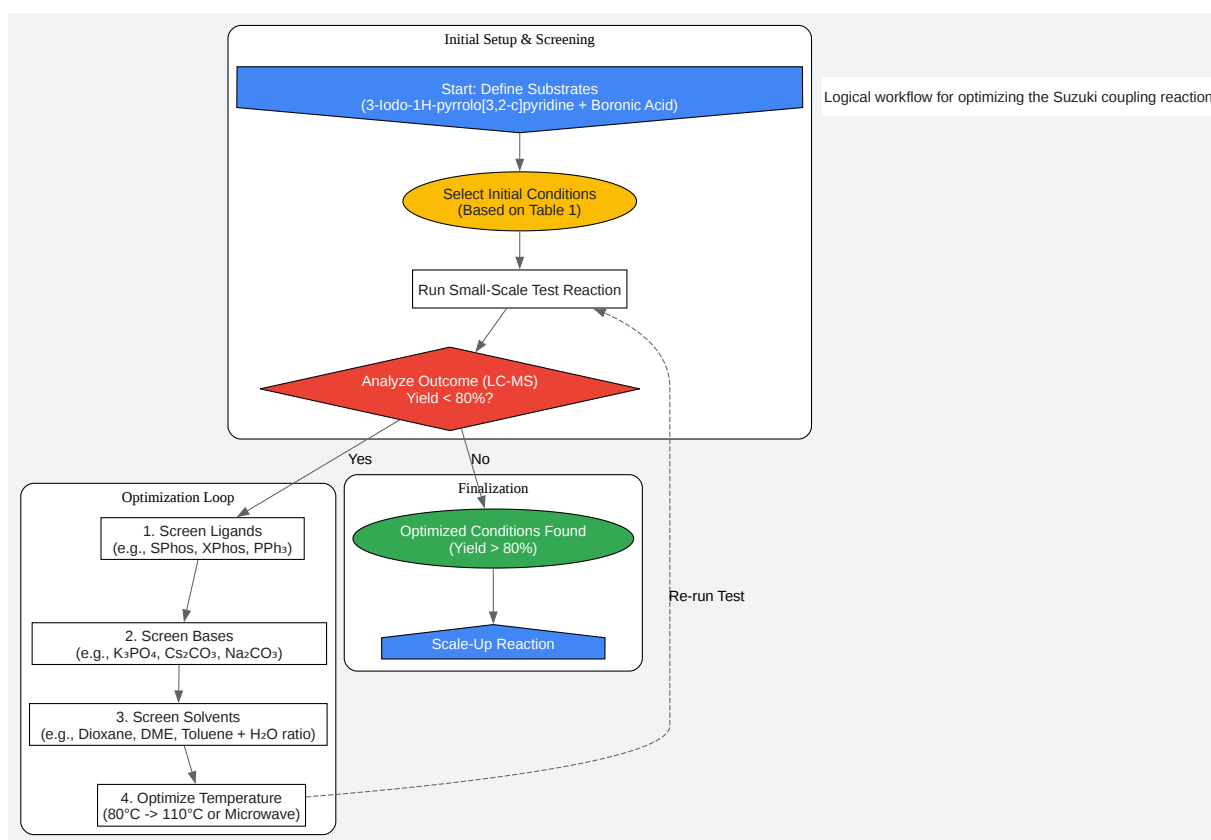 Initial Setup & Screening
Start: Define Substrates
(3-Iodo-1H-pyrrolo[3,2-c]pyridine + Boronic Acid)
Logical workflow for optimizing the Suzuki coupling reaction
Select Initial Conditions
(Based on Table 1)
Run Small-Scale Test Reaction
Analyze Outcome (LC-MS)
Yield < 80%?
Yes
No
Optimization Loop
1. Screen Ligands
(e.g., SPhos, XPhos, PPh₃)
2. Screen Bases
(e.g., K₃PO₄, Cs₂CO₃, Na₂CO₃)
3. Screen Solvents
(e.g., Dioxane, DME, Toluene + H₂O ratio)
4. Optimize Temperature
(80°C -> 110°C or Microwave)
Finalization
Optimized Conditions Found
(Yield > 80%)
Scale-Up Reaction
Re-run Test